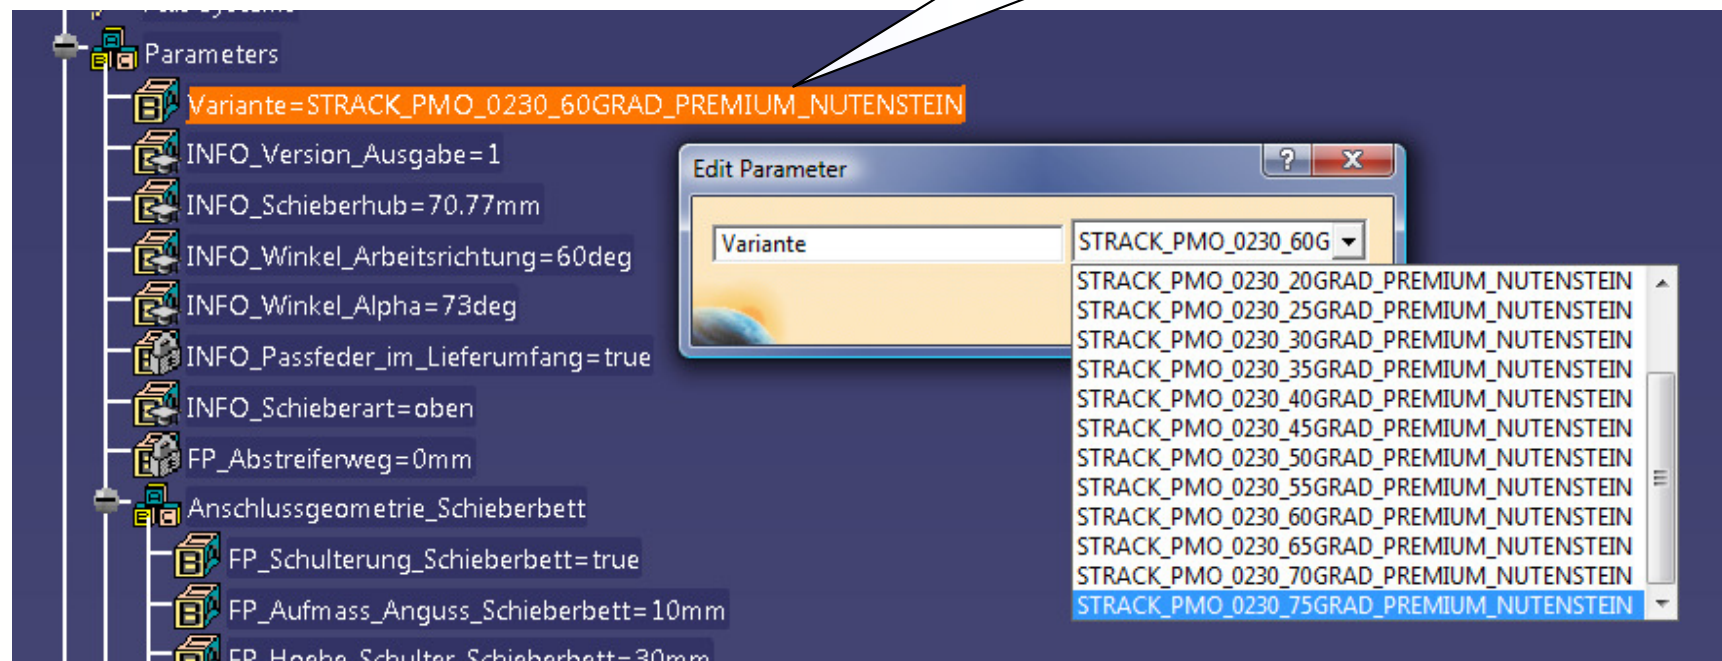 Parameters
Variante=STRACK_PMO_0230_60GRAD_PREMIUM_NUTENSTEIN
INFO_Version_Ausgabe=1
INFO_Schieberhub=70.77mm
INFO_Winkel_Arbeitsrichtung=60deg
INFO_Winkel_Alpha=73deg
INFO_Passfeder_im_Lieferumfang=true
INFO_Schieberart=oben
FP_Abstreiferweg=0mm
Anschlussgeometrie_Schieberbett
FP_Schulterung_Schieberbett=true
FP_Aufmass_Anguss_Schieberbett=10mm
FP_Hoehe_Schulter_Schieberbett=30mm
Edit Parameter
Variante
STRACK_PMO_0230_60G
STRACK_PMO_0230_20GRAD_PREMIUM_NUTENSTEIN
STRACK_PMO_0230_25GRAD_PREMIUM_NUTENSTEIN
STRACK_PMO_0230_30GRAD_PREMIUM_NUTENSTEIN
STRACK_PMO_0230_35GRAD_PREMIUM_NUTENSTEIN
STRACK_PMO_0230_40GRAD_PREMIUM_NUTENSTEIN
STRACK_PMO_0230_45GRAD_PREMIUM_NUTENSTEIN
STRACK_PMO_0230_50GRAD_PREMIUM_NUTENSTEIN
STRACK_PMO_0230_55GRAD_PREMIUM_NUTENSTEIN
STRACK_PMO_0230_60GRAD_PREMIUM_NUTENSTEIN
STRACK_PMO_0230_65GRAD_PREMIUM_NUTENSTEIN
STRACK_PMO_0230_70GRAD_PREMIUM_NUTENSTEIN
STRACK_PMO_0230_75GRAD_PREMIUM_NUTENSTEIN